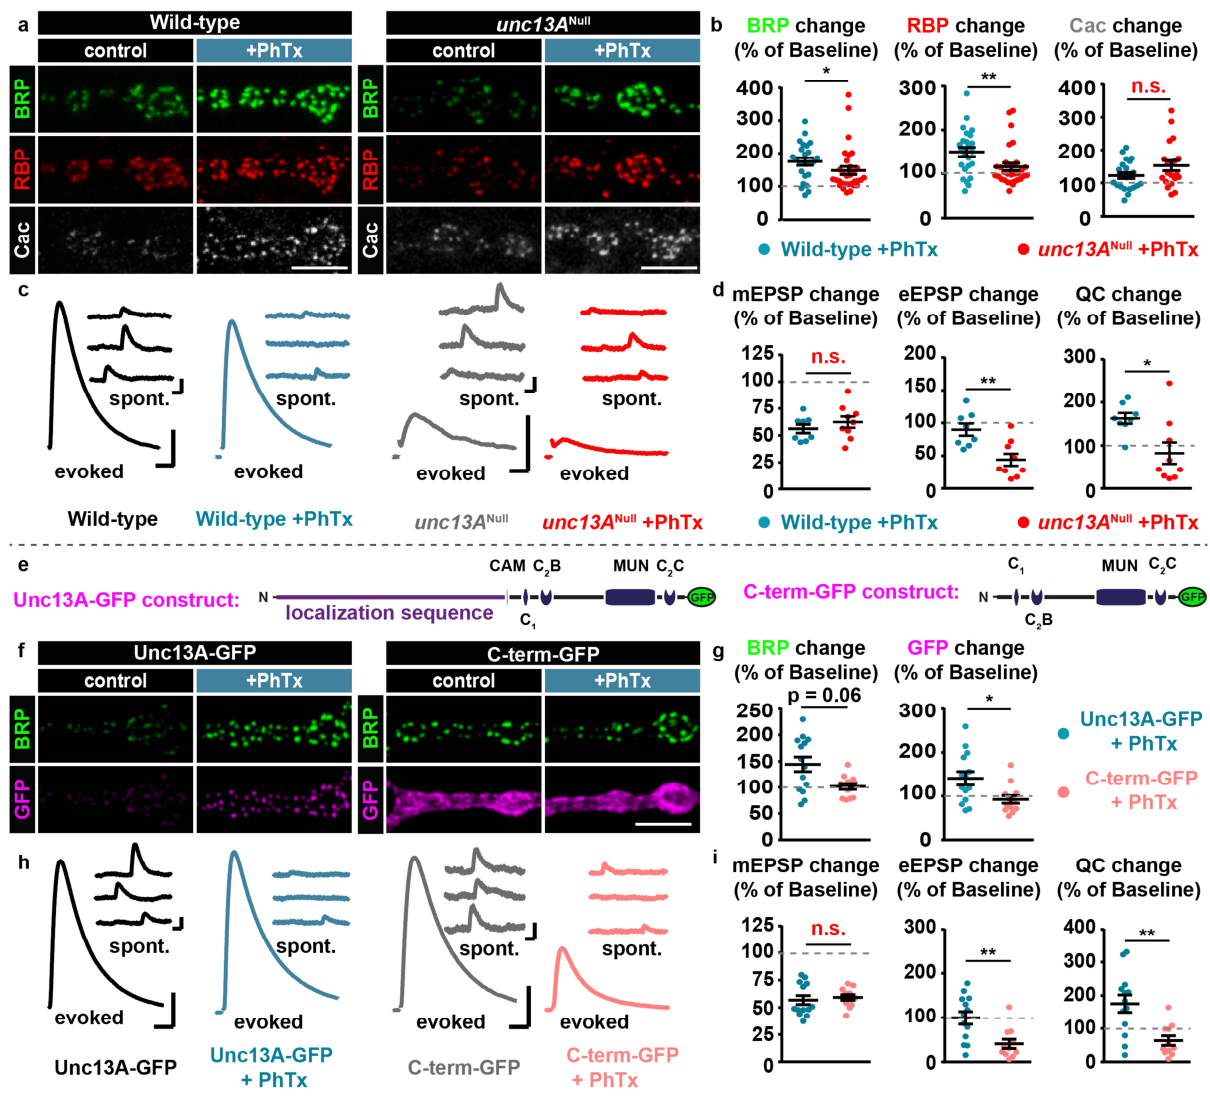 a
Wild-type
unc13A^Null
control
+PhTx
control
+PhTx
BRP
RBP
Cac
BRP
RBP
Cac
b
BRP change
(% of Baseline)
RBP change
(% of Baseline)
Cac change
(% of Baseline)
400
300
200
100
0
*
300
200
100
0
**
400
300
200
100
0
n.s.
Wild-type +PhTx
unc13A^Null +PhTx
c
spont.
evoked
Wild-type
spont.
Wild-type +PhTx
spont.
evoked
unc13A^Null
spont.
unc13A^Null +PhTx
d
mEPSP change
(% of Baseline)
eEPSP change
(% of Baseline)
QC change
(% of Baseline)
125
100
75
50
25
0
n.s.
200
150
100
50
0
**
300
200
100
0
*
Wild-type +PhTx
unc13A^Null +PhTx
e
Unc13A-GFP construct:
N
localization sequence
CAM C₂B MUN C₂C
C₁
GFP
C-term-GFP construct:
N
C₁ MUN C₂C
C₂B
GFP
f
Unc13A-GFP
C-term-GFP
control
+PhTx
control
+PhTx
BRP
GFP
BRP
GFP
g
BRP change
(% of Baseline)
GFP change
(% of Baseline)
p = 0.06
250
200
150
100
50
0
300
200
100
0
*
Unc13A-GFP
+ PhTx
C-term-GFP
+ PhTx
h
spont.
evoked
Unc13A-GFP
spont.
evoked
Unc13A-GFP
+ PhTx
spont.
evoked
C-term-GFP
spont.
evoked
C-term-GFP
+ PhTx
i
mEPSP change
(% of Baseline)
eEPSP change
(% of Baseline)
QC change
(% of Baseline)
125
100
75
50
25
0
n.s.
300
200
100
0
**
400
300
200
100
0
**